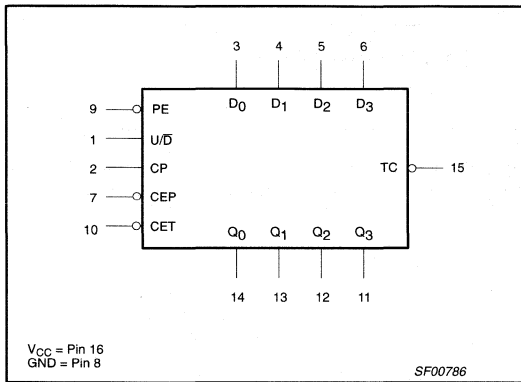 3 4 5 6
D0 D1 D2 D3
9 PE
1 U/D̅
2 CP
TC 15
7 CEP
10 CET
Q0 Q1 Q2 Q3
14 13 12 11
VCC = Pin 16
GND = Pin 8
SF00786